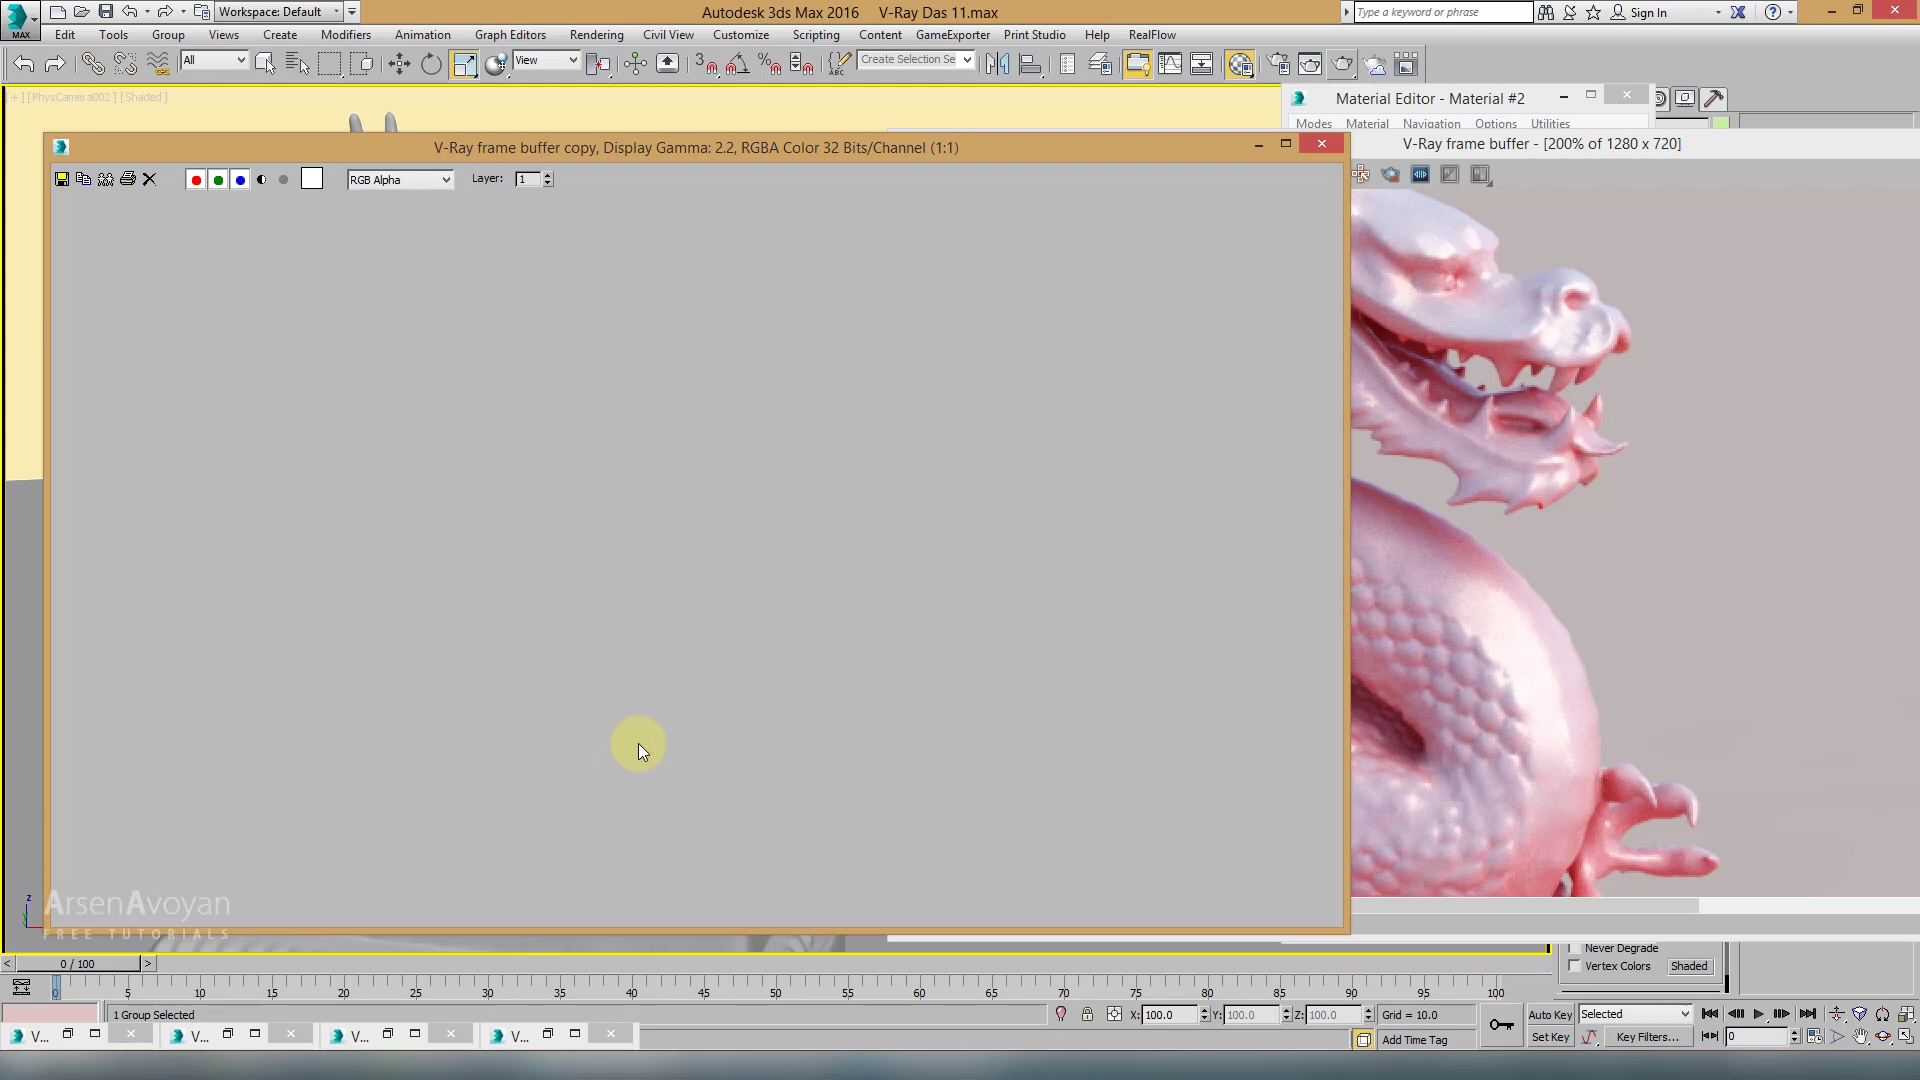 Workspace: Default
Autodesk 3ds Max 2016 V-Ray Das 11.max
Type a keyword or phrase
Sign In
MAX
Edit Tools Group Views Create Modifiers Animation Graph Editors Rendering Civil View Customize Scripting Content GameExporter Print Studio Help RealFlow
All
View
3
ABC
Create Selection Se
[+] [PhysCamera002] [Shaded]
Material Editor - Material #2
Modes Material Navigation Options Utilities
V-Ray frame buffer copy, Display Gamma: 2.2, RGBA Color 32 Bits/Channel (1:1)
V-Ray frame buffer - [200% of 1280 x 720]
RGB Alpha
Layer: 1
z
ArsenAvoyan
FREE TUTORIALS
Never Degrade
Vertex Colors
Shaded
< 0 / 100 >
0 5 10 15 20 25 30 35 40 45 50 55 60 65 70 75 80 85 90 95 100
1 Group Selected
X: 100.0 Y: 100.0 Z: 100.0
Grid = 10.0
Auto Key
Selected
V... V... V... V...
Add Time Tag
Set Key
Key Filters...
0